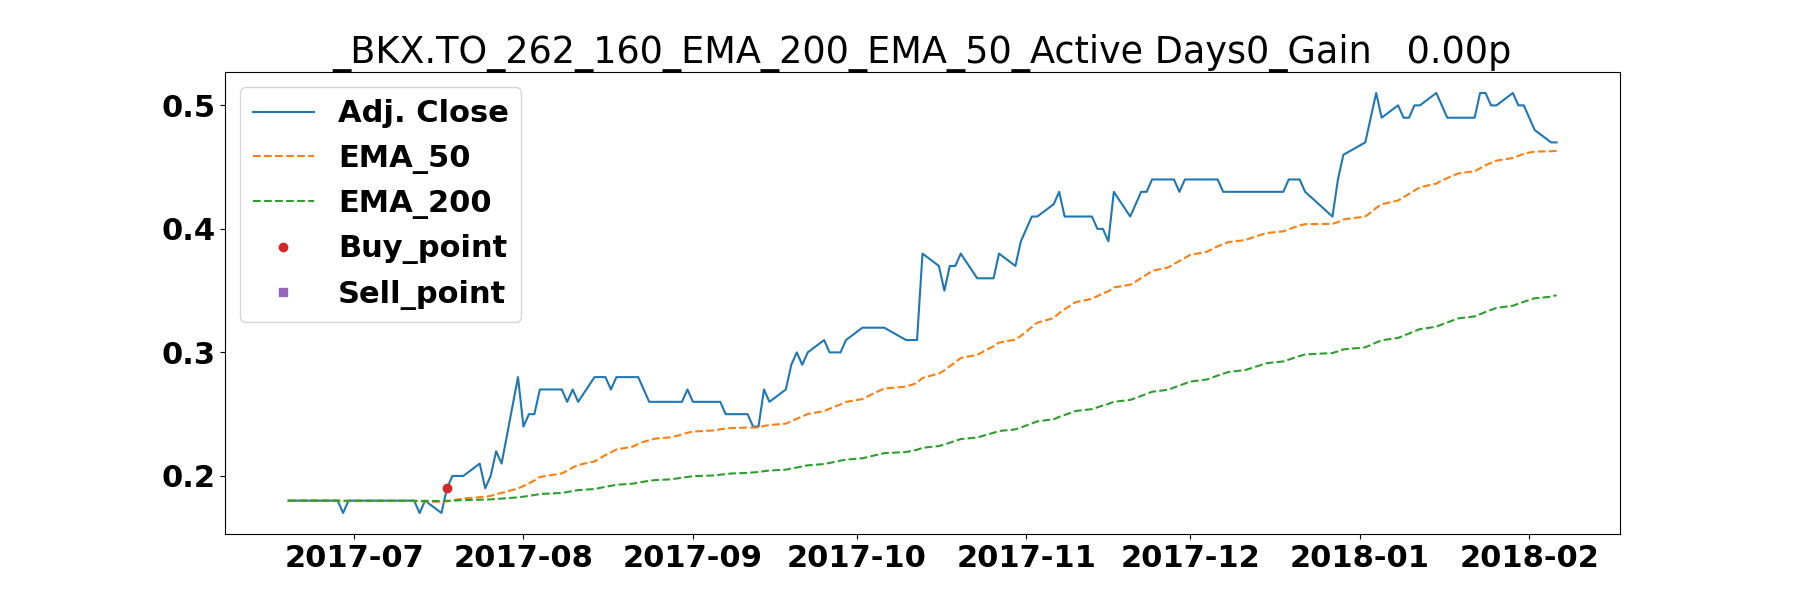 _BKX.TO_262_160_EMA_200_EMA_50_Active Days0_Gain   0.00p
Adj. Close
EMA_50
EMA_200
Buy_point
Sell_point
0.5
0.4
0.3
0.2
2017-07 2017-08 2017-09 2017-10 2017-11 2017-12 2018-01 2018-02